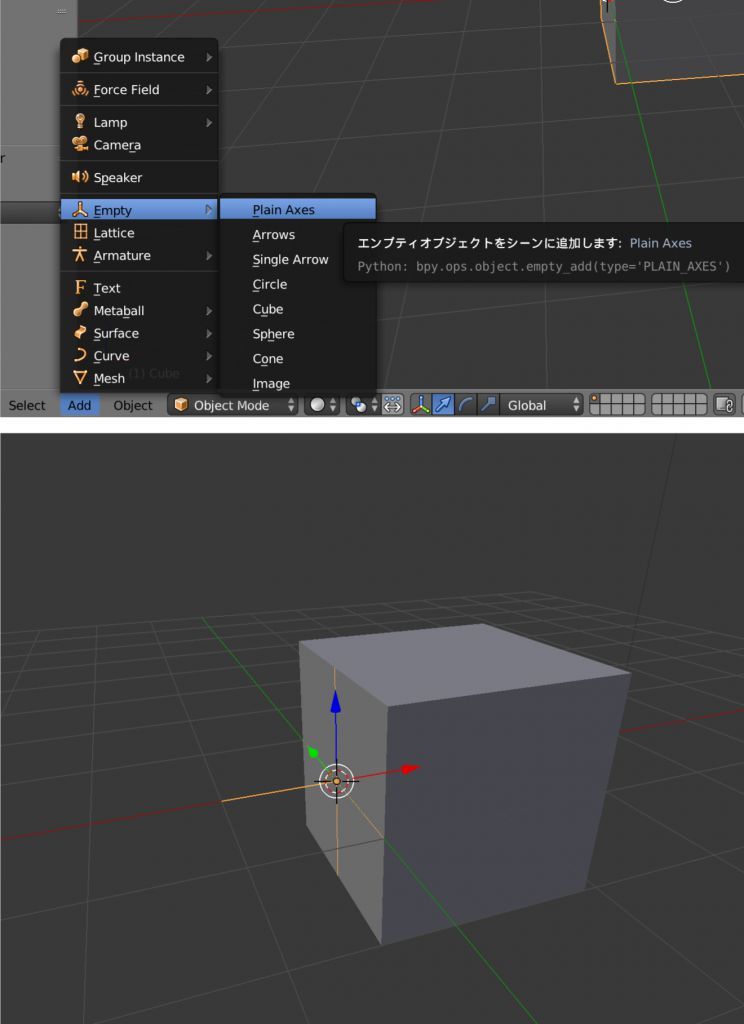 r
Group Instance
Force Field
Lamp
Camera
Speaker
Empty
Lattice
Armature
Text
Metaball
Surface
Curve
Mesh
Plain Axes
Arrows
Single Arrow
Circle
Cube
Sphere
Cone
Image
エンプティオブジェクトをシーンに追加します: Plain Axes
Python: bpy.ops.object.empty_add(type='PLAIN_AXES')
(1) Cube
Select Add Object Object Mode Global